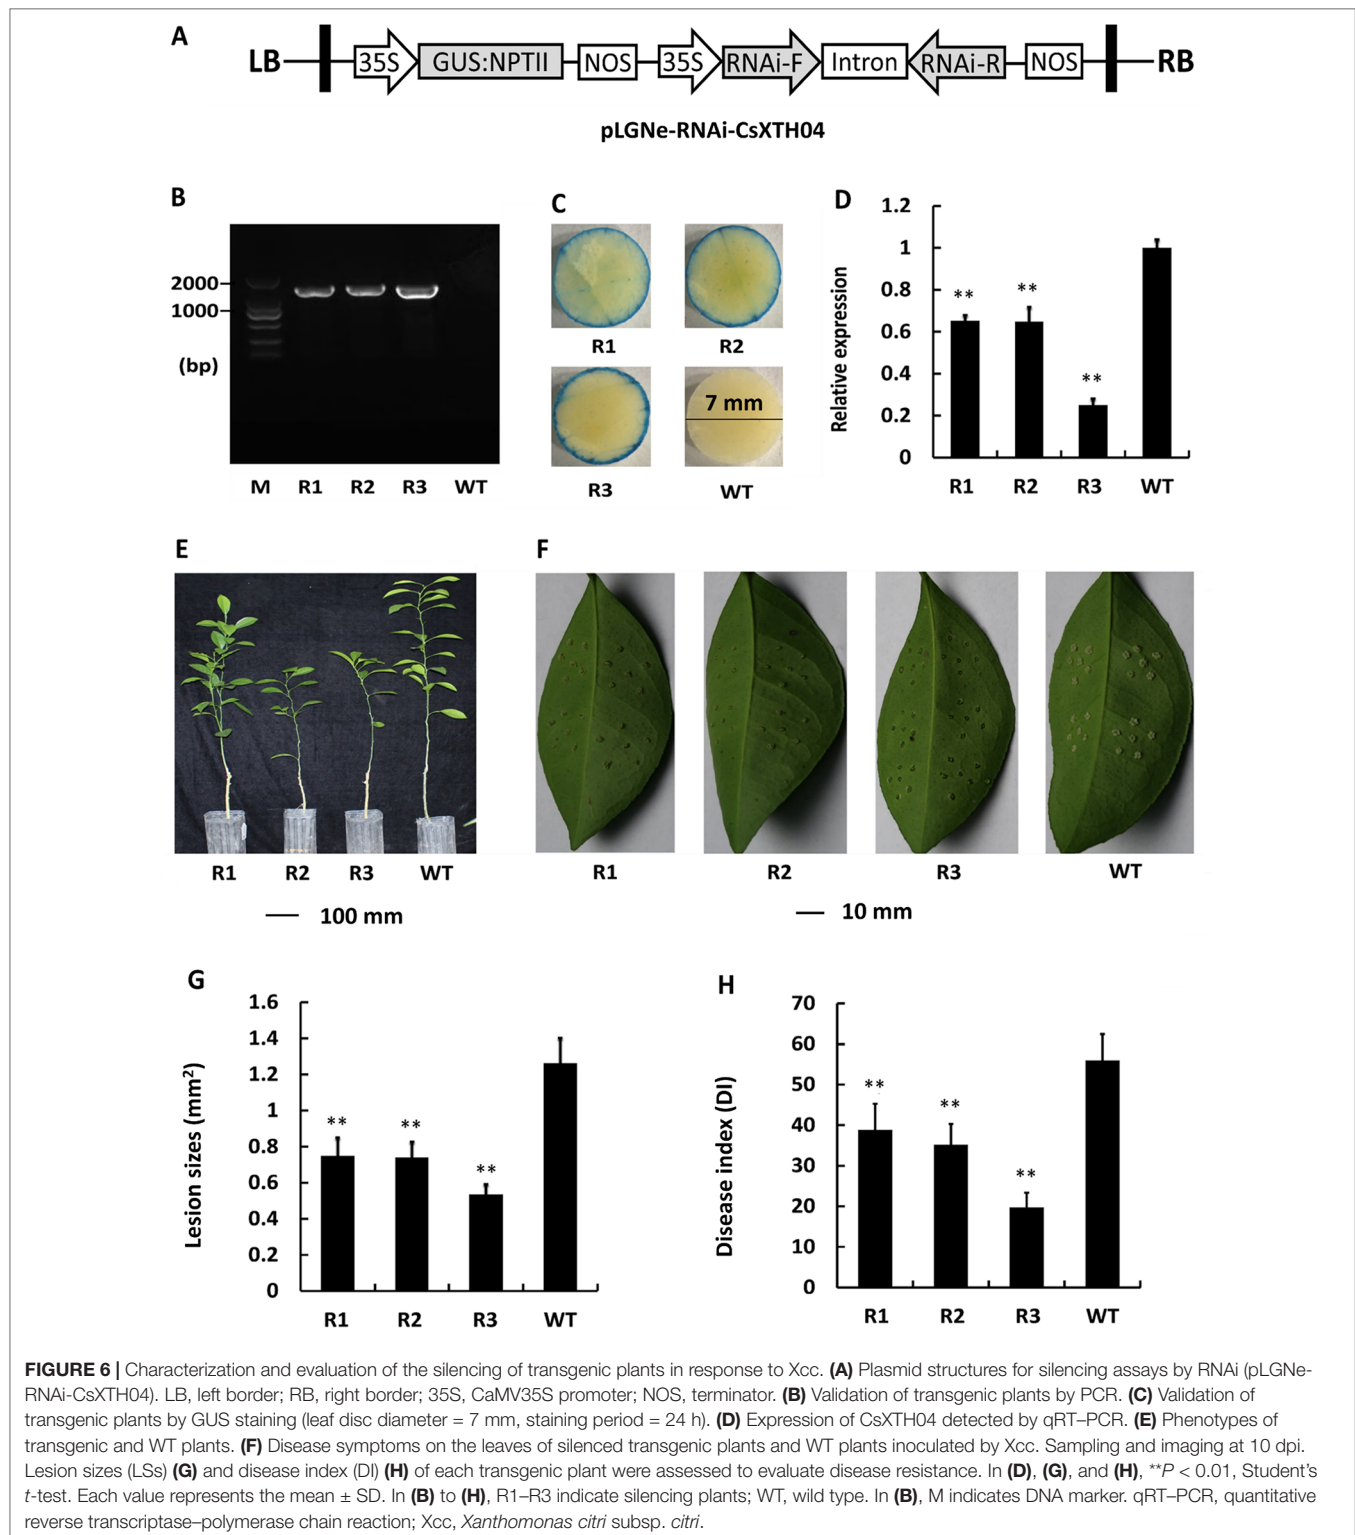 A
LB 35S GUS:NPTII NOS 35S RNAi-F Intron RNAi-R NOS RB
pLGNe-RNAi-CsXTH04
B
2000
1000
(bp)
M R1 R2 R3 WT
C
R1 R2
7 mm
R3 WT
D
Relative expression
1.2
1
0.8
0.6
0.4
0.2
0
** ** **
R1 R2 R3 WT
E
R1 R2 R3 WT
100 mm
F
R1 R2 R3 WT
10 mm
G
Lesion sizes (mm²)
1.6
1.4
1.2
1
0.8
0.6
0.4
0.2
0
** ** **
R1 R2 R3 WT
H
Disease index (DI)
70
60
50
40
30
20
10
0
** ** **
R1 R2 R3 WT
FIGURE 6 | Characterization and evaluation of the silencing of transgenic plants in response to Xcc. (A) Plasmid structures for silencing assays by RNAi (pLGNe-
RNAi-CsXTH04). LB, left border; RB, right border; 35S, CaMV35S promoter; NOS, terminator. (B) Validation of transgenic plants by PCR. (C) Validation of
transgenic plants by GUS staining (leaf disc diameter = 7 mm, staining period = 24 h). (D) Expression of CsXTH04 detected by qRT–PCR. (E) Phenotypes of
transgenic and WT plants. (F) Disease symptoms on the leaves of silenced transgenic plants and WT plants inoculated by Xcc. Sampling and imaging at 10 dpi.
Lesion sizes (LSs) (G) and disease index (DI) (H) of each transgenic plant were assessed to evaluate disease resistance. In (D), (G), and (H), **P < 0.01, Student's
t-test. Each value represents the mean ± SD. In (B) to (H), R1–R3 indicate silencing plants; WT, wild type. In (B), M indicates DNA marker. qRT–PCR, quantitative
reverse transcriptase–polymerase chain reaction; Xcc, Xanthomonas citri subsp. citri.